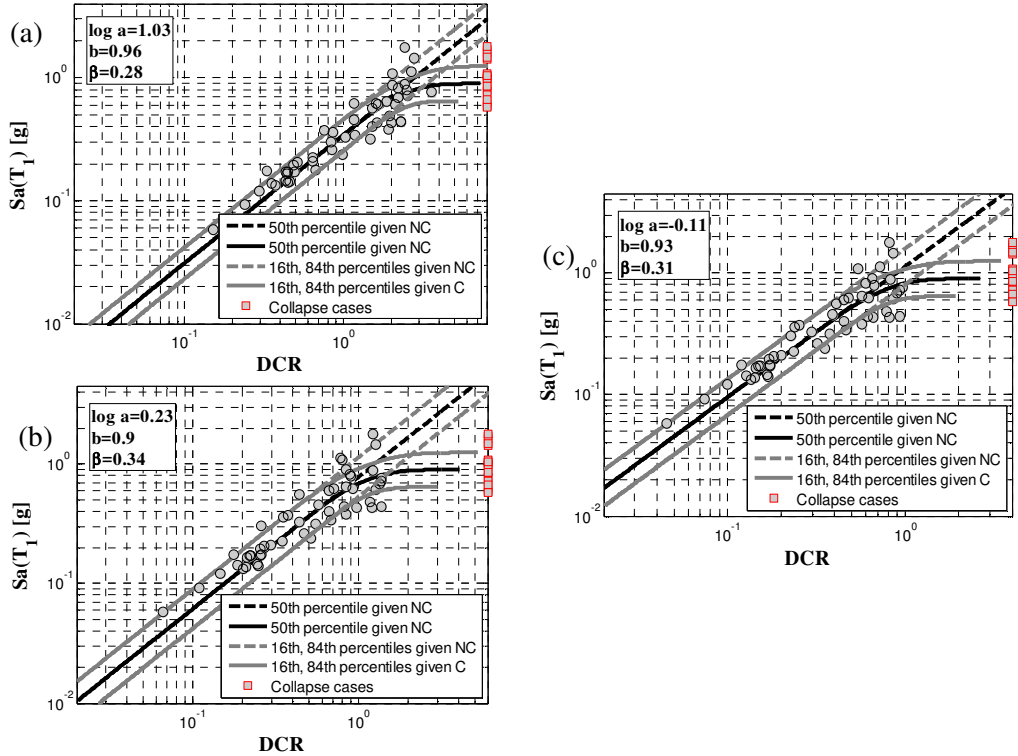 (a)
log a=1.03
b=0.96
β=0.28
10^0
10^-1
10^-2
Sa(T_1) [g]
50th percentile given NC
50th percentile given NC
16th, 84th percentiles given NC
16th, 84th percentiles given C
Collapse cases
10^-1 10^0
DCR
(b)
log a=0.23
b=0.9
β=0.34
10^0
10^-1
10^-2
Sa(T_1) [g]
50th percentile given NC
50th percentile given NC
16th, 84th percentiles given NC
16th, 84th percentiles given C
Collapse cases
10^-1 10^0
DCR
(c)
log a=-0.11
b=0.93
β=0.31
10^0
10^-1
10^-2
Sa(T_1) [g]
50th percentile given NC
50th percentile given NC
16th, 84th percentiles given NC
16th, 84th percentiles given C
Collapse cases
10^-1 10^0
DCR